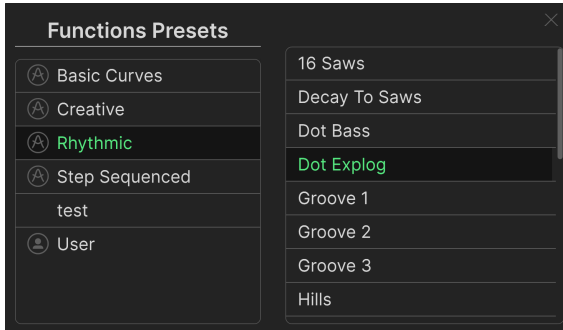 Functions Presets
Basic Curves
Creative
Rhythmic
Step Sequenced
test
User
16 Saws
Decay To Saws
Dot Bass
Dot Explog
Groove 1
Groove 2
Groove 3
Hills